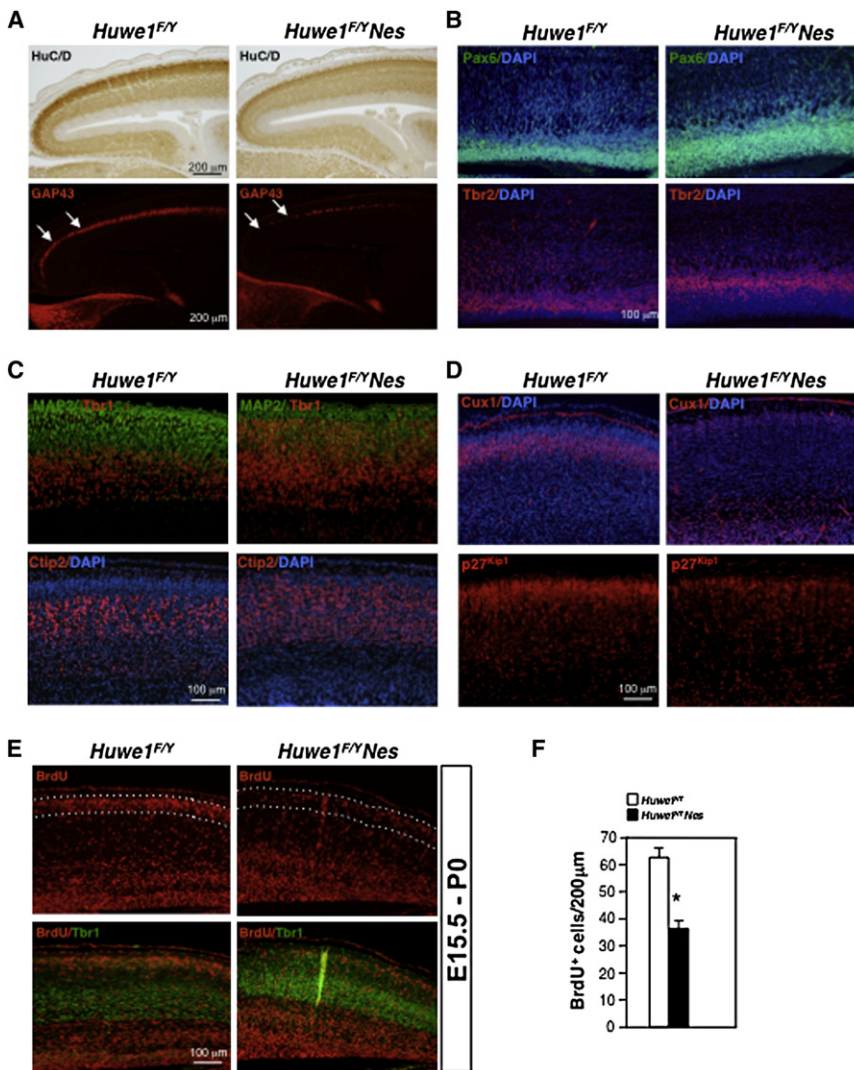 A
Huwe1F/Y
Huwe1F/YNes
HuC/D
200 μm
GAP43
GAP43
200 μm
B
Huwe1F/Y
Huwe1F/YNes
Pax6/DAPI
Pax6/DAPI
Tbr2/DAPI
Tbr2/DAPI
100 μm
C
Huwe1F/Y
Huwe1F/YNes
MAP2/Tbr1
MAP2/ Tbr1
Ctip2/DAPI
Ctip2/DAPI
100 μm
D
Huwe1F/Y
Huwe1F/YNes
Cux1/DAPI
Cux1/DAPI
p27Kip1
p27Kip1
100 μm
E
Huwe1F/Y
Huwe1F/YNes
BrdU
BrdU
BrdU/Tbr1
BrdU/Tbr1
100 μm
E15.5 - P0
F
Huwe1F/Y
Huwe1F/YNes
BrdU+ cells/200μm
70
60
50
40
30
20
10
0
*